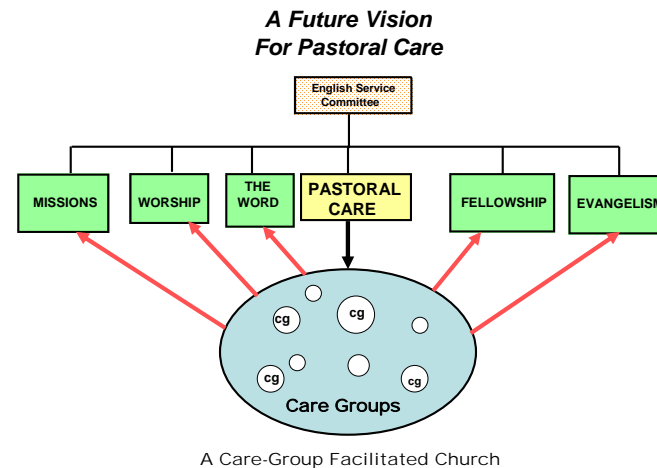 A Future Vision
For Pastoral Care
English Service
Committee
MISSIONS
WORSHIP
THE
WORD
PASTORAL
CARE
FELLOWSHIP
EVANGELISM
cg
cg
cg
cg
Care Groups
A Care-Group Facilitated Church